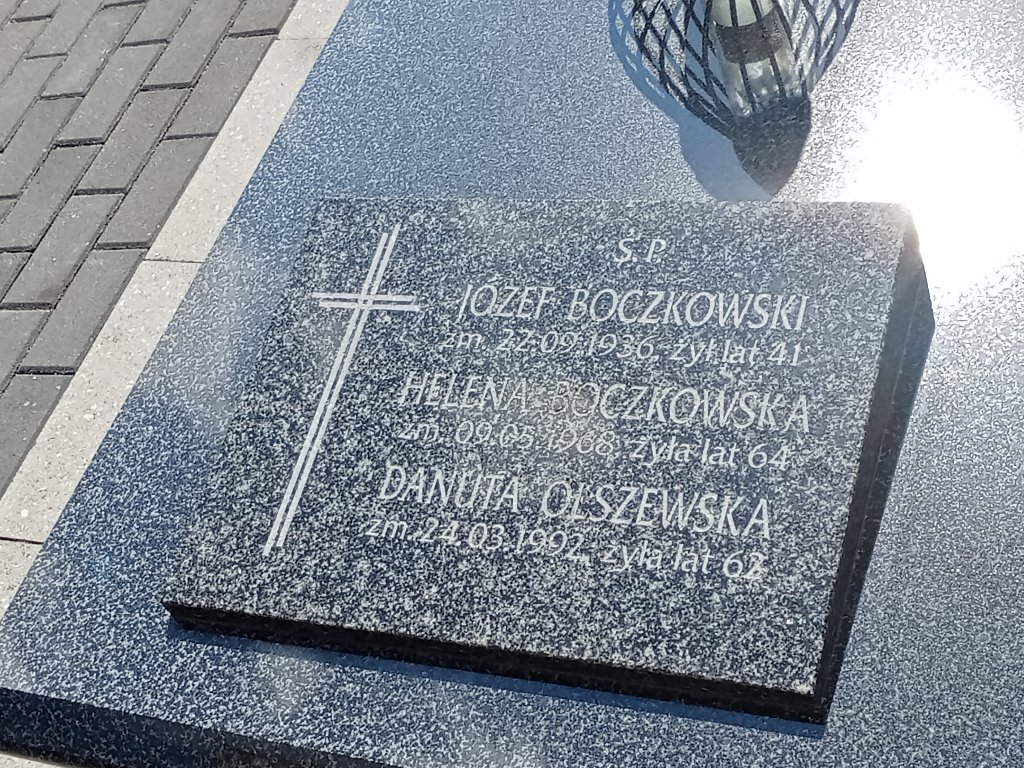 Ś.P
JÓZEF BOCZKOWSKI
zm. 27.09.1936, żył lat 41
HELENA BOCZKOWSKA
zm. 09.05.1968, żyła lat 64
DANUTA OLSZEWSKA
zm. 24.03.1992, żyła lat 62